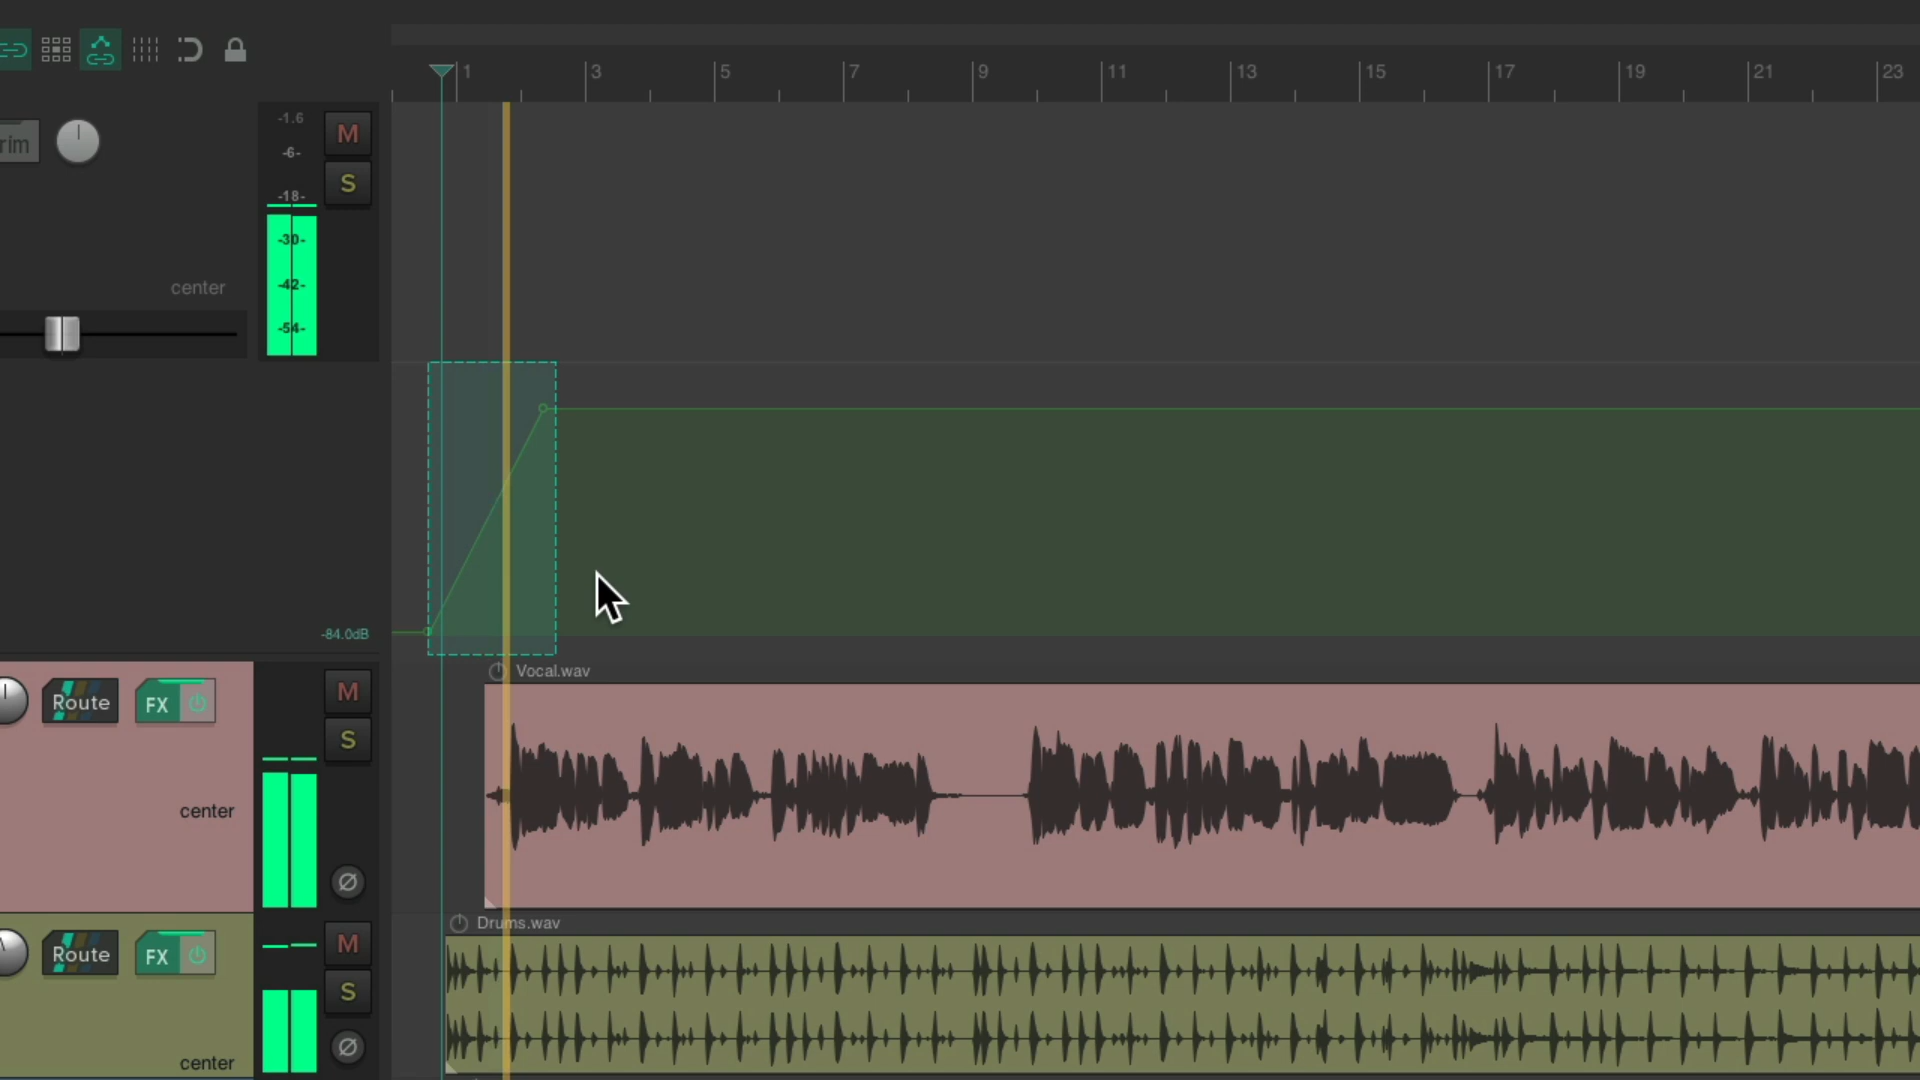 1 3 5 7 9 11 13 15 17 19 21 23
rim
-1.6
-6-
-18-
-30-
-42-
-54-
M
S
center
-84.0dB
Vocal.wav
Route
FX
M
S
center
Drums.wav
Route
FX
M
S
center